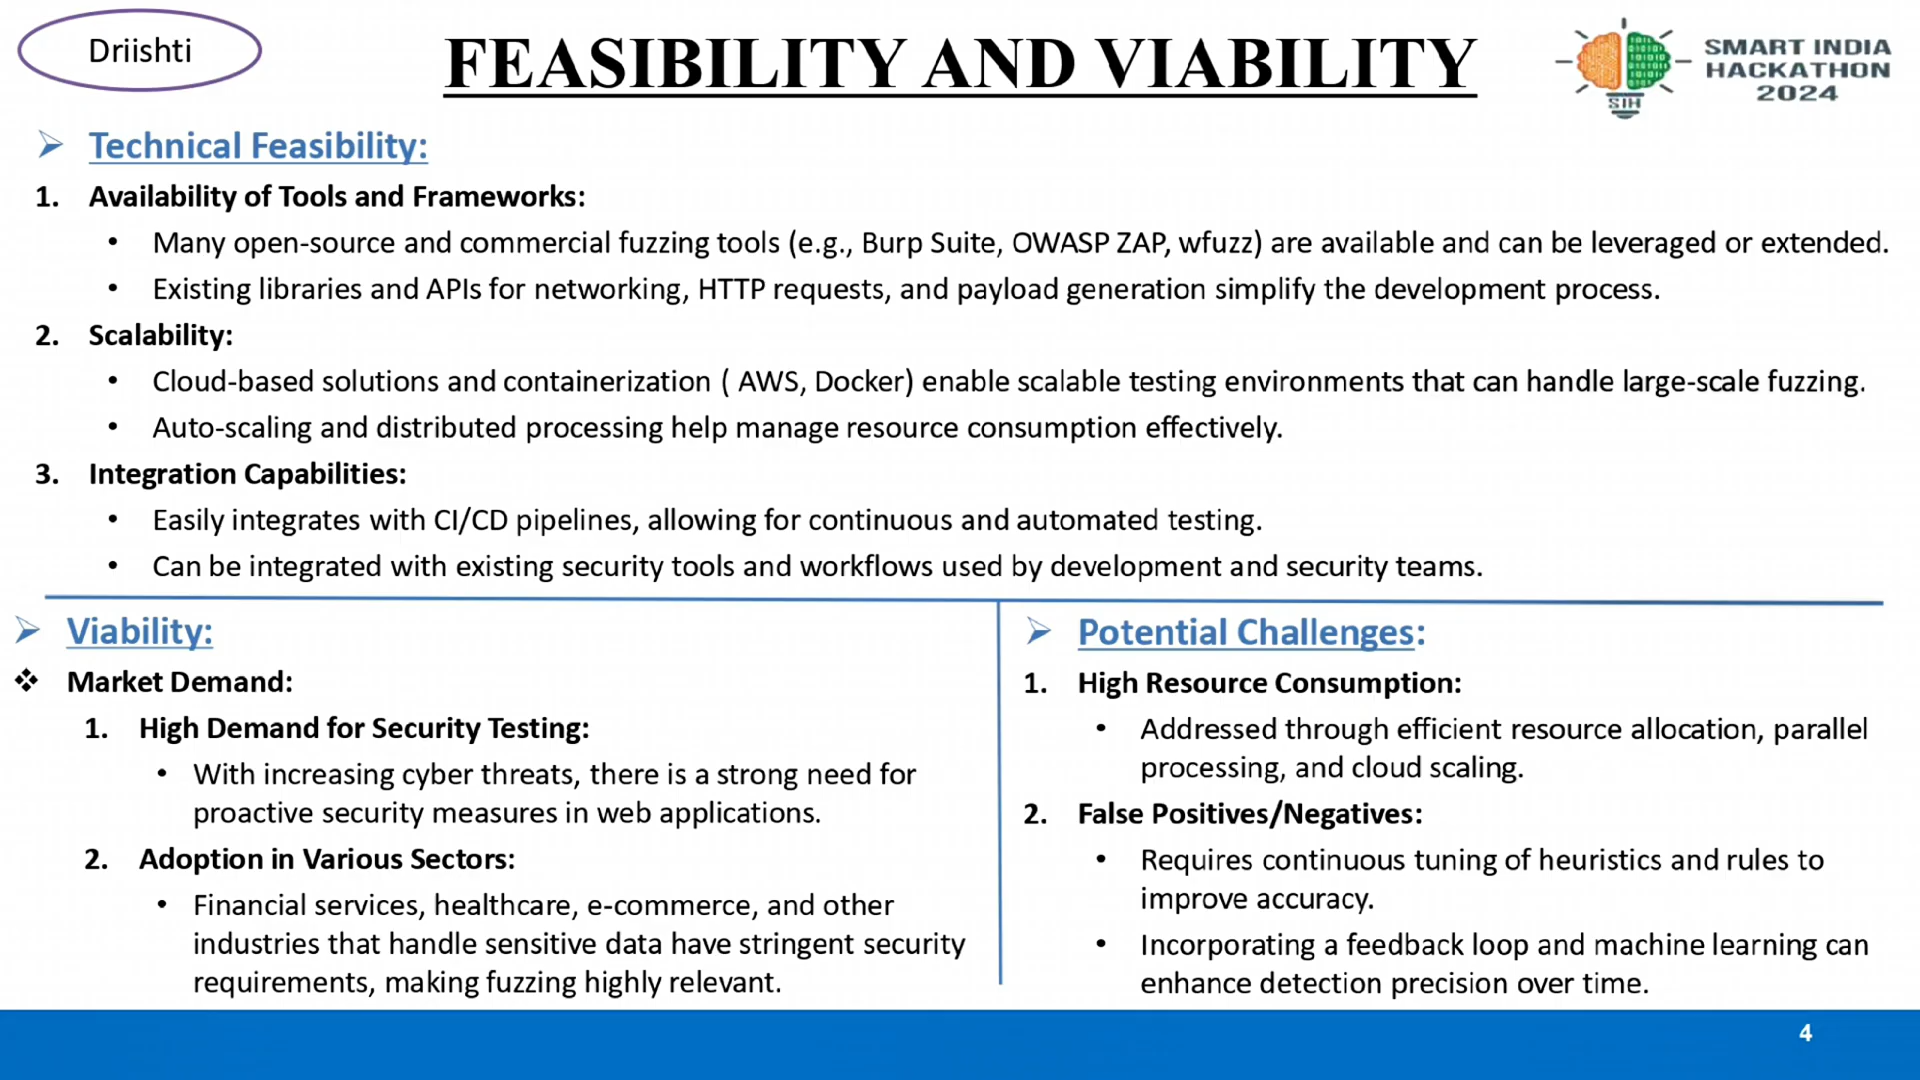 Driishti
FEASIBILITY AND VIABILITY
SMART INDIA
HACKATHON
2024
SIH
Technical Feasibility:
1. Availability of Tools and Frameworks:
• Many open-source and commercial fuzzing tools (e.g., Burp Suite, OWASP ZAP, wfuzz) are available and can be leveraged or extended.
• Existing libraries and APIs for networking, HTTP requests, and payload generation simplify the development process.
2. Scalability:
• Cloud-based solutions and containerization ( AWS, Docker) enable scalable testing environments that can handle large-scale fuzzing.
• Auto-scaling and distributed processing help manage resource consumption effectively.
3. Integration Capabilities:
• Easily integrates with CI/CD pipelines, allowing for continuous and automated testing.
• Can be integrated with existing security tools and workflows used by development and security teams.
Viability:
Market Demand:
1. High Demand for Security Testing:
• With increasing cyber threats, there is a strong need for
proactive security measures in web applications.
2. Adoption in Various Sectors:
• Financial services, healthcare, e-commerce, and other
industries that handle sensitive data have stringent security
requirements, making fuzzing highly relevant.
Potential Challenges:
1. High Resource Consumption:
• Addressed through efficient resource allocation, parallel
processing, and cloud scaling.
2. False Positives/Negatives:
• Requires continuous tuning of heuristics and rules to
improve accuracy.
• Incorporating a feedback loop and machine learning can
enhance detection precision over time.
4